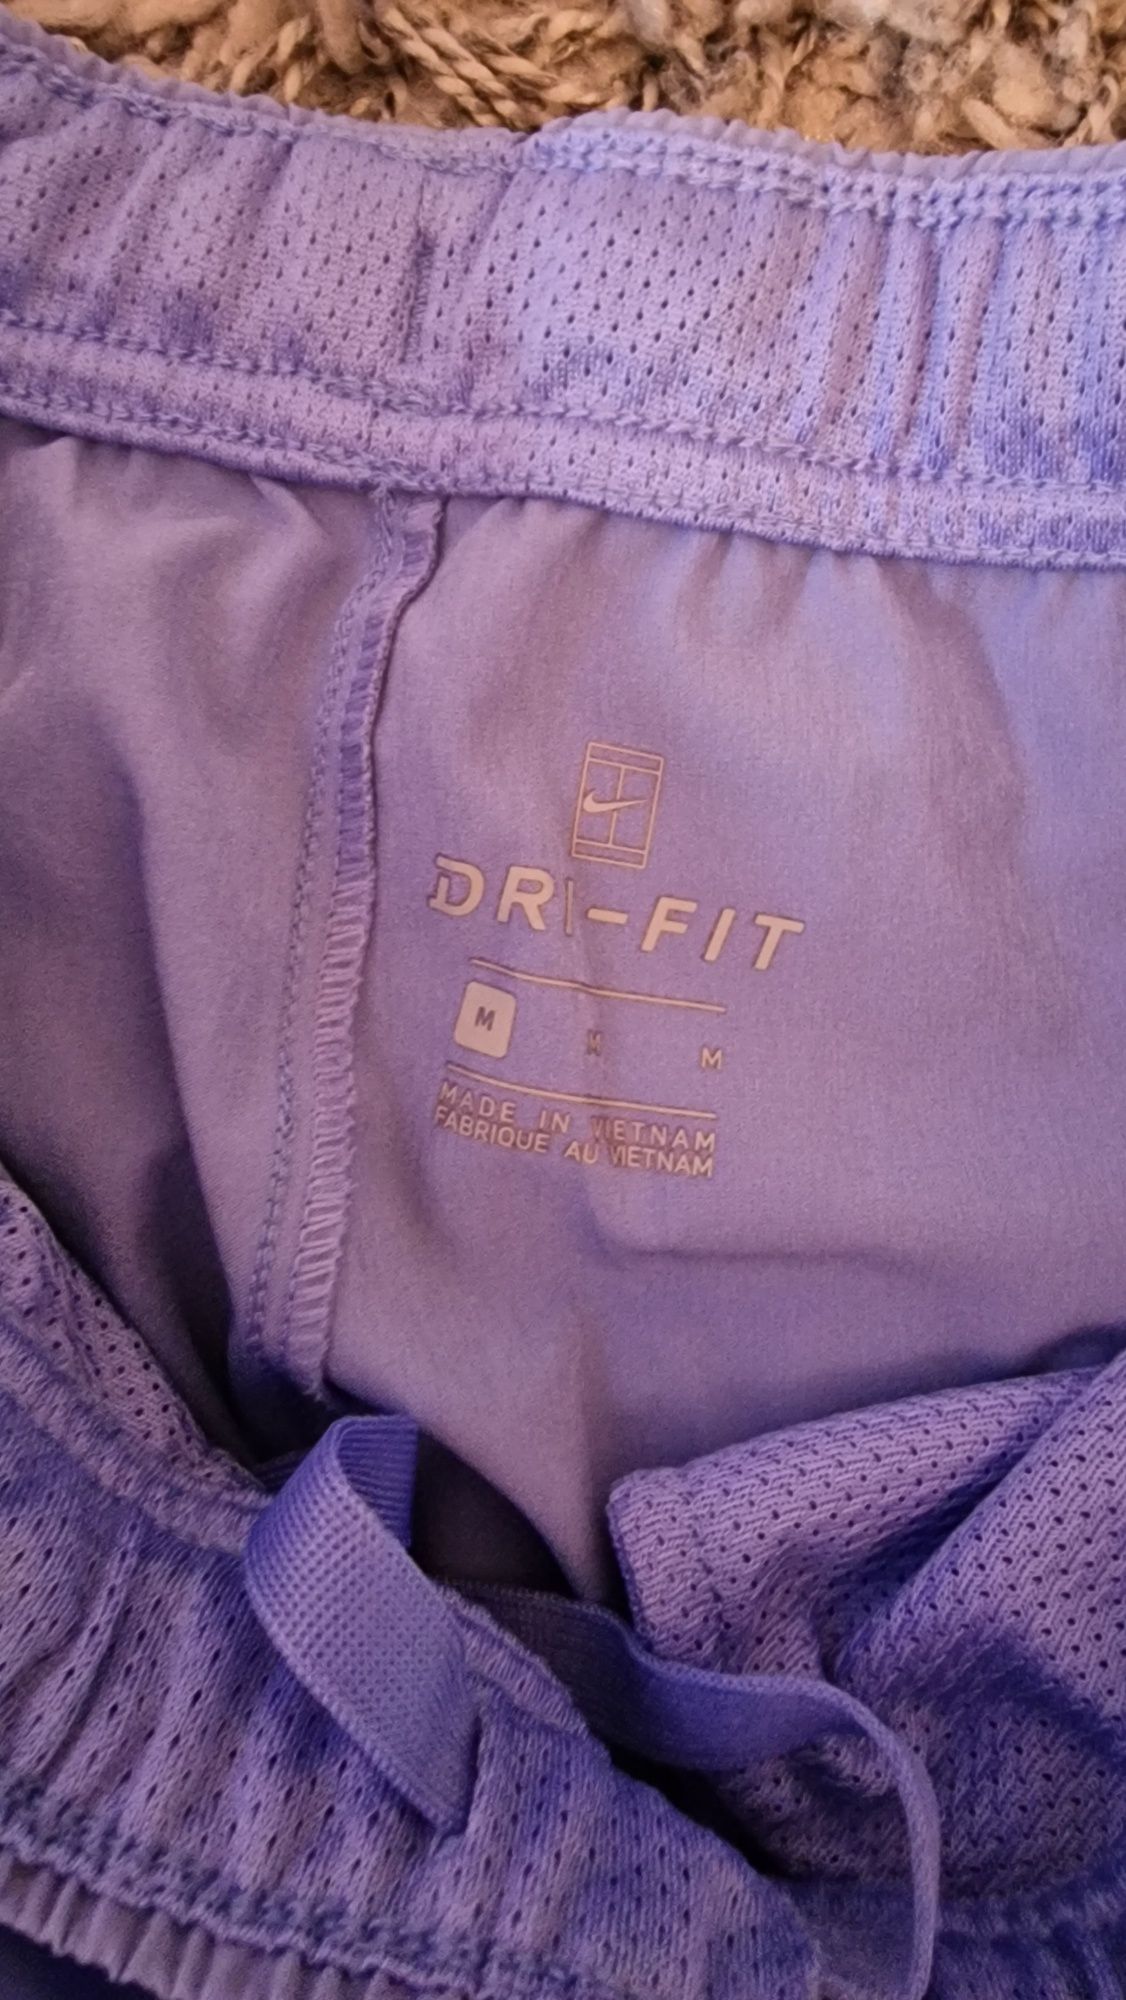 DRI-FIT
M M M
MADE IN VIETNAM
FABRIQUE AU VIETNAM